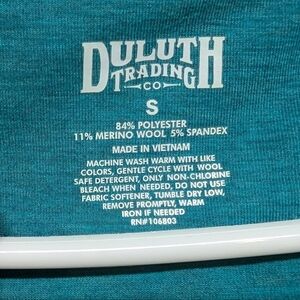 DULUTH
TRADING
CO
S
84% POLYESTER
11% MERINO WOOL 5% SPANDEX
MADE IN VIETNAM
MACHINE WASH WARM WITH LIKE
COLORS, GENTLE CYCLE WITH WOOL
SAFE DETERGENT, ONLY NON-CHLORINE
BLEACH WHEN NEEDED, DO NOT USE
FABRIC SOFTENER, TUMBLE DRY LOW,
REMOVE PROMPTLY, WARM
IRON IF NEEDED
RN#106803